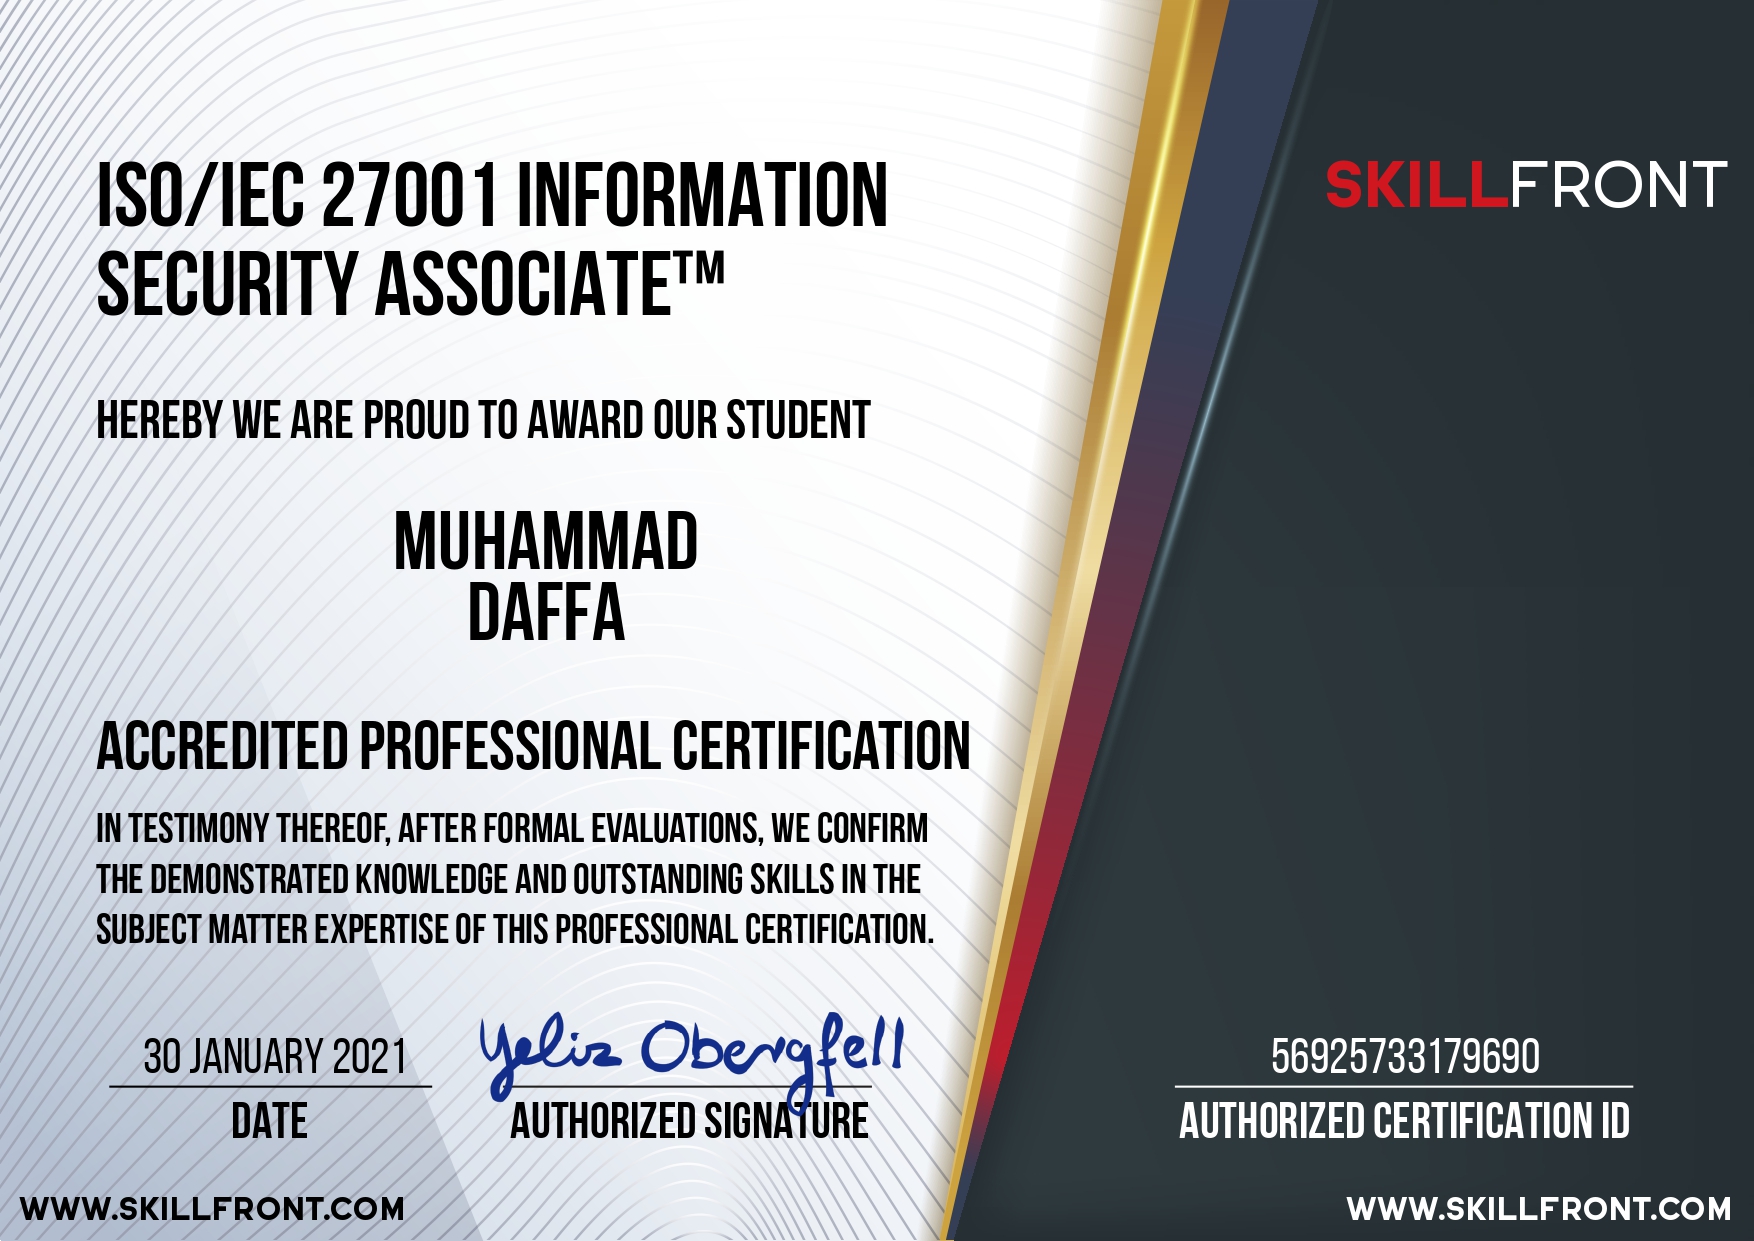 ISO/IEC 27001 INFORMATION
SECURITY ASSOCIATE™
SKILLFRONT
HEREBY WE ARE PROUD TO AWARD OUR STUDENT
MUHAMMAD
DAFFA
ACCREDITED PROFESSIONAL CERTIFICATION
IN TESTIMONY THEREOF, AFTER FORMAL EVALUATIONS, WE CONFIRM
THE DEMONSTRATED KNOWLEDGE AND OUTSTANDING SKILLS IN THE
SUBJECT MATTER EXPERTISE OF THIS PROFESSIONAL CERTIFICATION.
30 JANUARY 2021
DATE
Yeliz Obergfell
AUTHORIZED SIGNATURE
56925733179690
AUTHORIZED CERTIFICATION ID
WWW.SKILLFRONT.COM
WWW.SKILLFRONT.COM